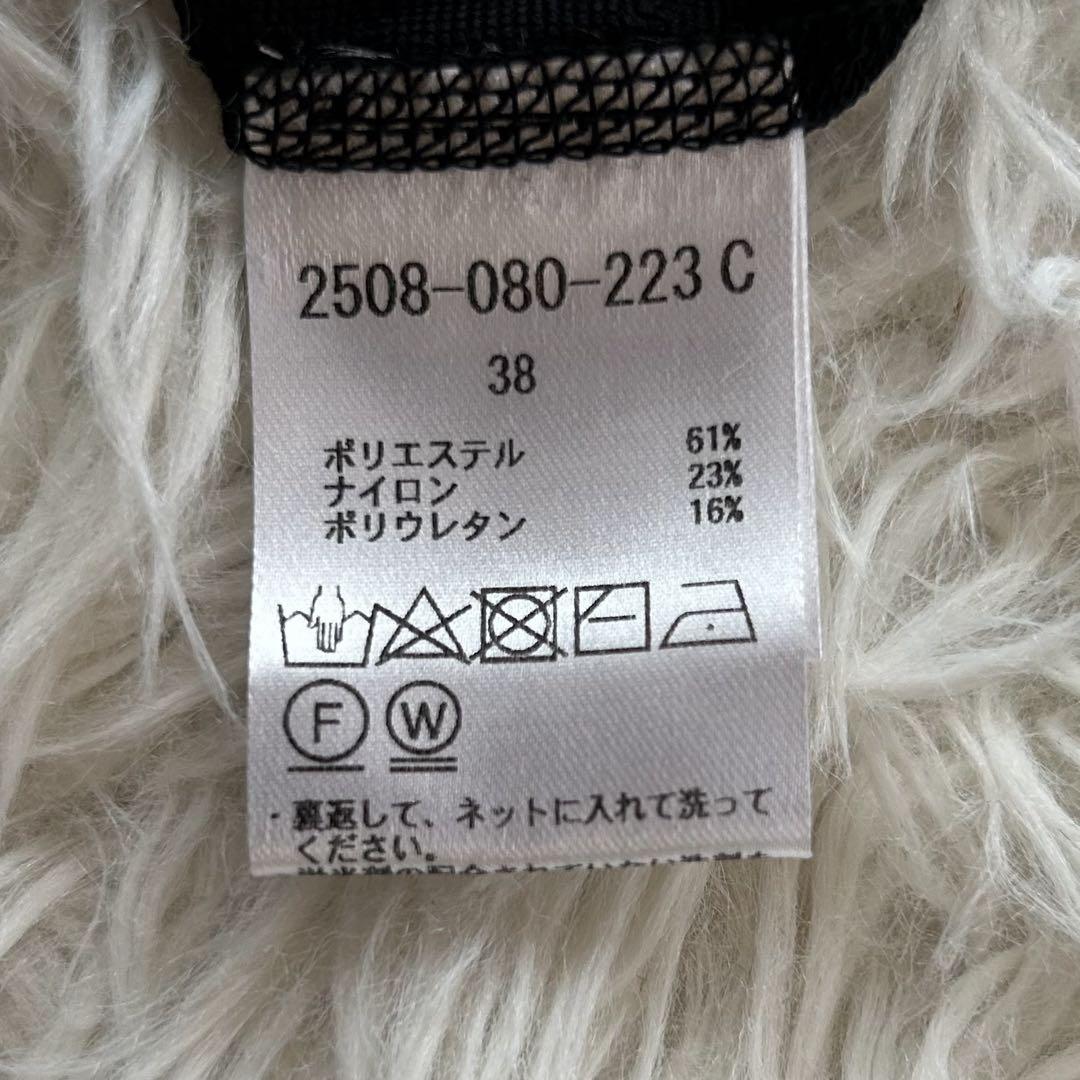 2508-080-223 C
38
ポリエステル 61%
ナイロン 23%
ポリウレタン 16%
F W
・裏返して、ネットに入れて洗って
ください。